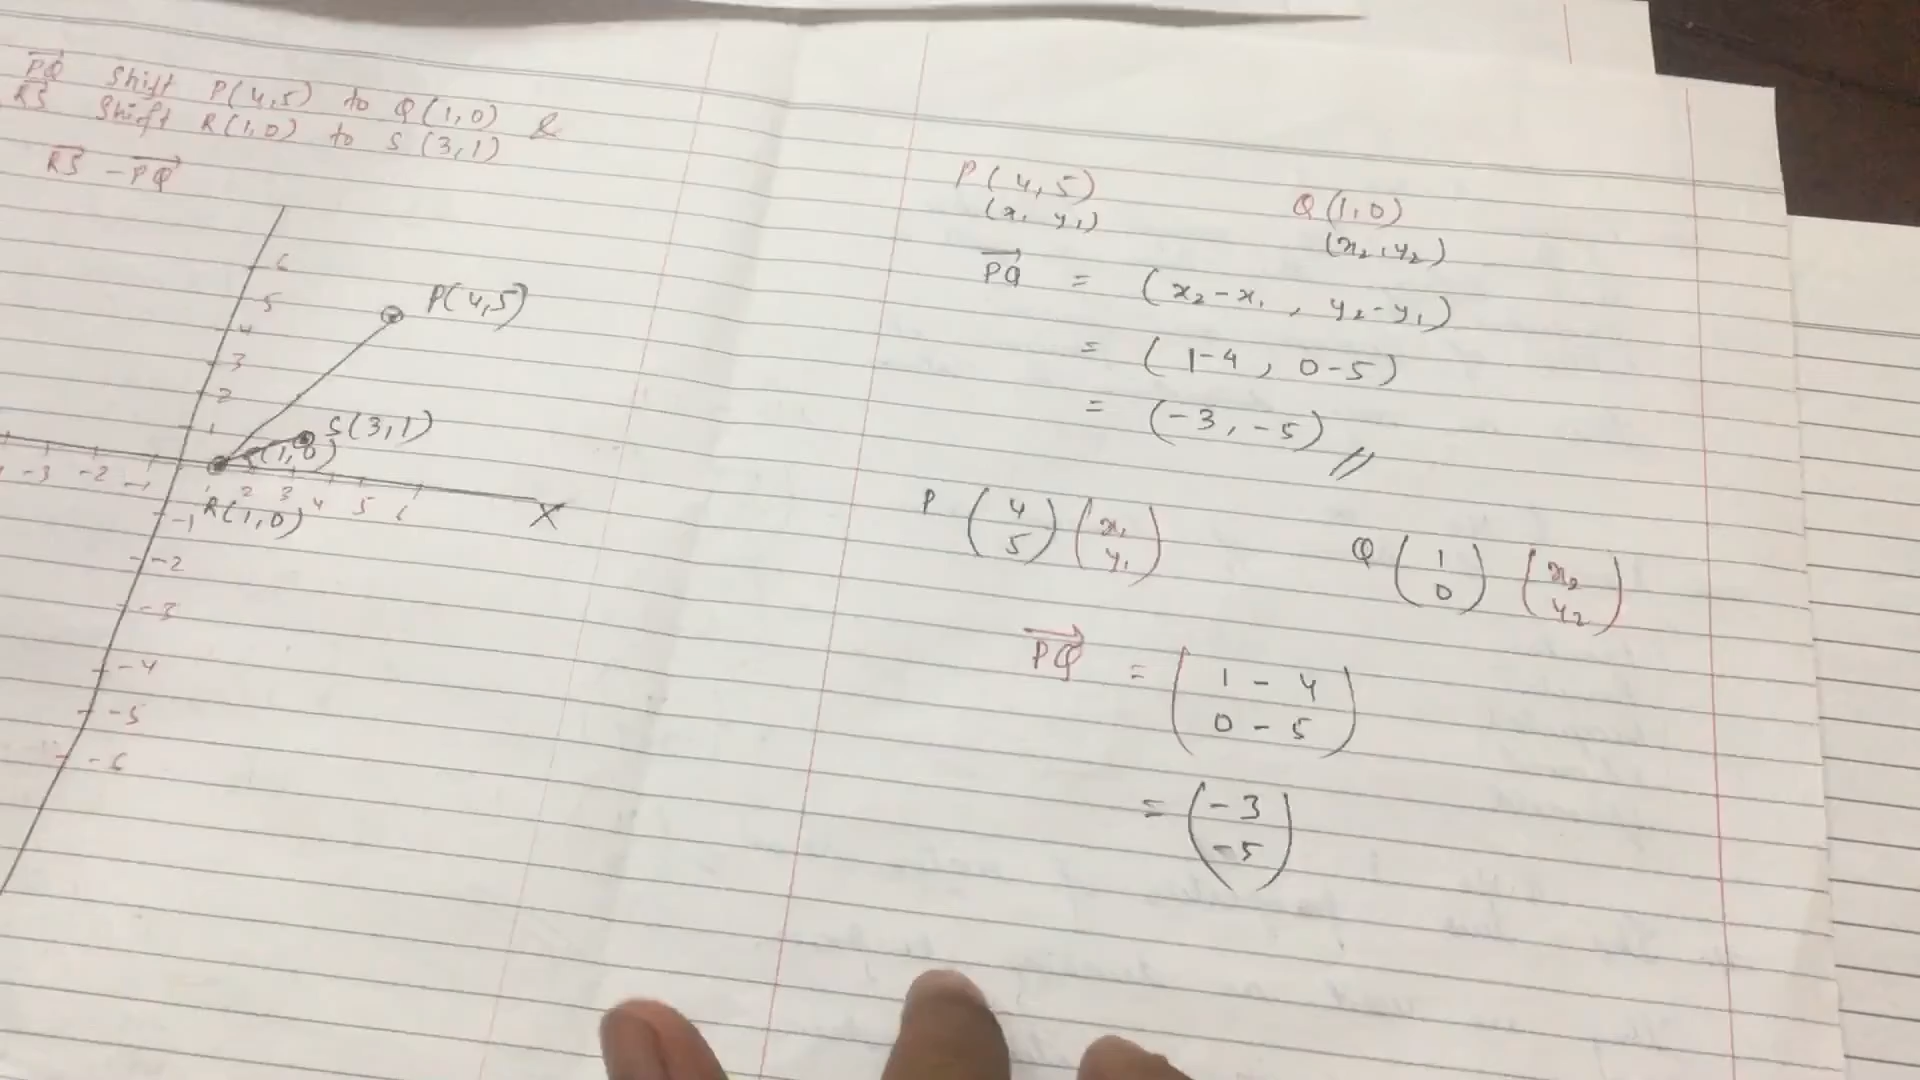 PQ shift P(4,5) to Q(1,0) &
RS shift R(1,0) to S(3,1)
RS - PQ
6
5
4
3
2
1
P(4,5)
S(3,1)
(1,0)
-3 -2 -1 1 2 3 4 5 6
X
R(1,0)
-1
-2
-3
-4
-5
-6
P(4,5) Q(1,0)
(x₁ y₁) (x₂,y₂)
PQ = (x₂-x₁, y₂-y₁)
= (1-4, 0-5)
= (-3,-5)//
P (4 5) (x₁ y₁) Q (1 0) (x₂ y₂)
PQ = (1 - 4
0 - 5)
= (-3
-5)